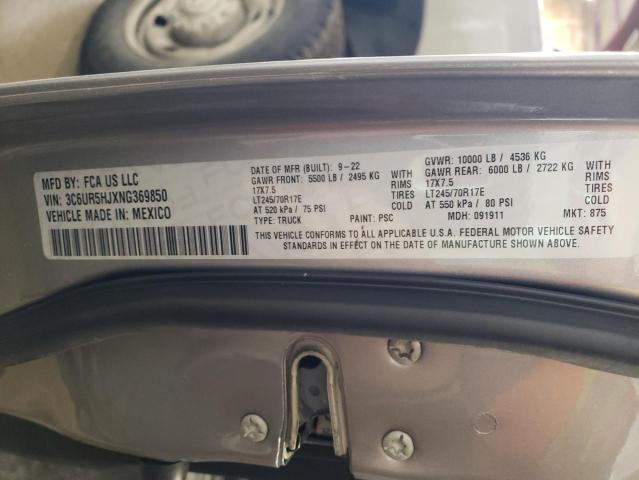 MFD BY: FCA US LLC
VIN: 3C6UR5HJXNG369850
VEHICLE MADE IN: MEXICO
DATE OF MFR (BUILT): 9-22
GAWR FRONT: 5500 LB / 2495 KG WITH
17X7.5 RIMS
LT245/70R17E TIRES
AT 520 kPa / 75 PSI COLD
TYPE: TRUCK PAINT: PSC
GVWR: 10000 LB / 4536 KG
GAWR REAR: 6000 LB / 2722 KG WITH
17X7.5 RIMS
LT245/70R17E TIRES
AT 550 kPa / 80 PSI COLD
MDH: 091911 MKT: 875
THIS VEHICLE CONFORMS TO ALL APPLICABLE U.S.A. FEDERAL MOTOR VEHICLE SAFETY
STANDARDS IN EFFECT ON THE DATE OF MANUFACTURE SHOWN ABOVE.